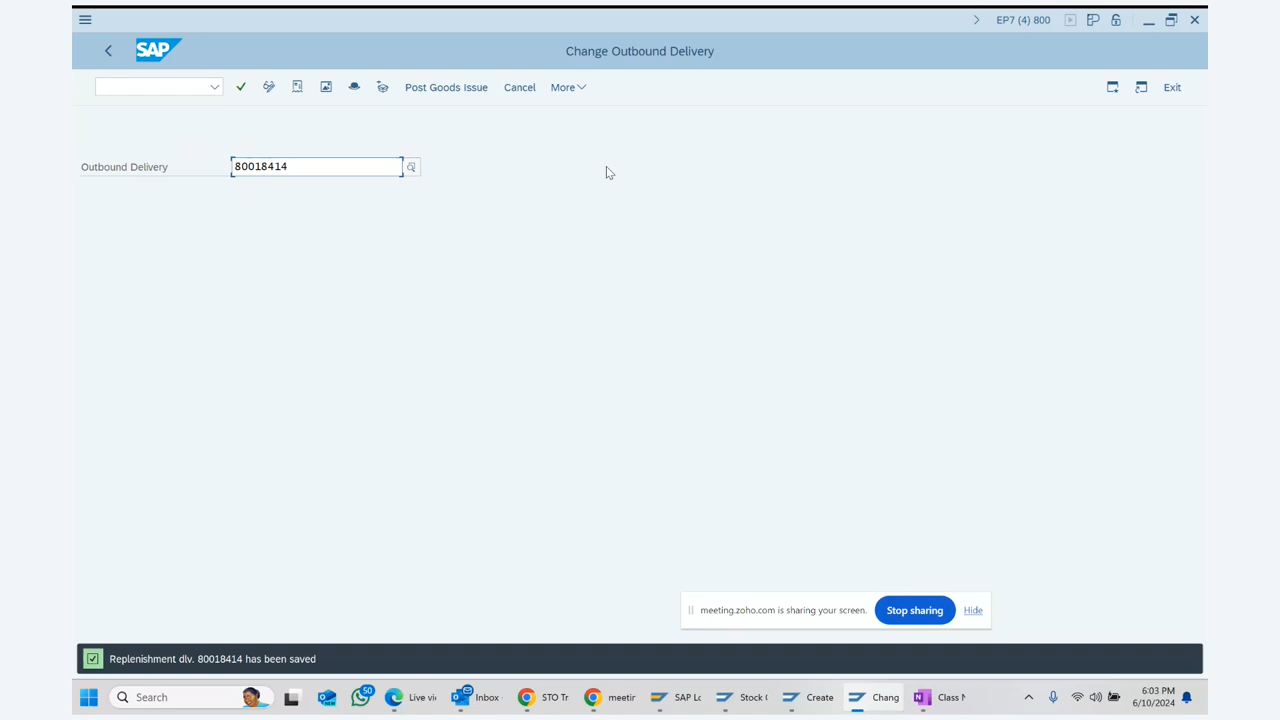 EP7 (4) 800
SAP
Change Outbound Delivery
Post Goods Issue
Cancel
More
Exit
Outbound Delivery
80018414
meeting.zoho.com is sharing your screen.
Stop sharing
Hide
Replenishment dlv. 80018414 has been saved
Search
50
Live vi
Inbox
STO Tr
meetir
SAP Lo
Stock (
Create
Chang
Class N
6:03 PM
6/10/2024